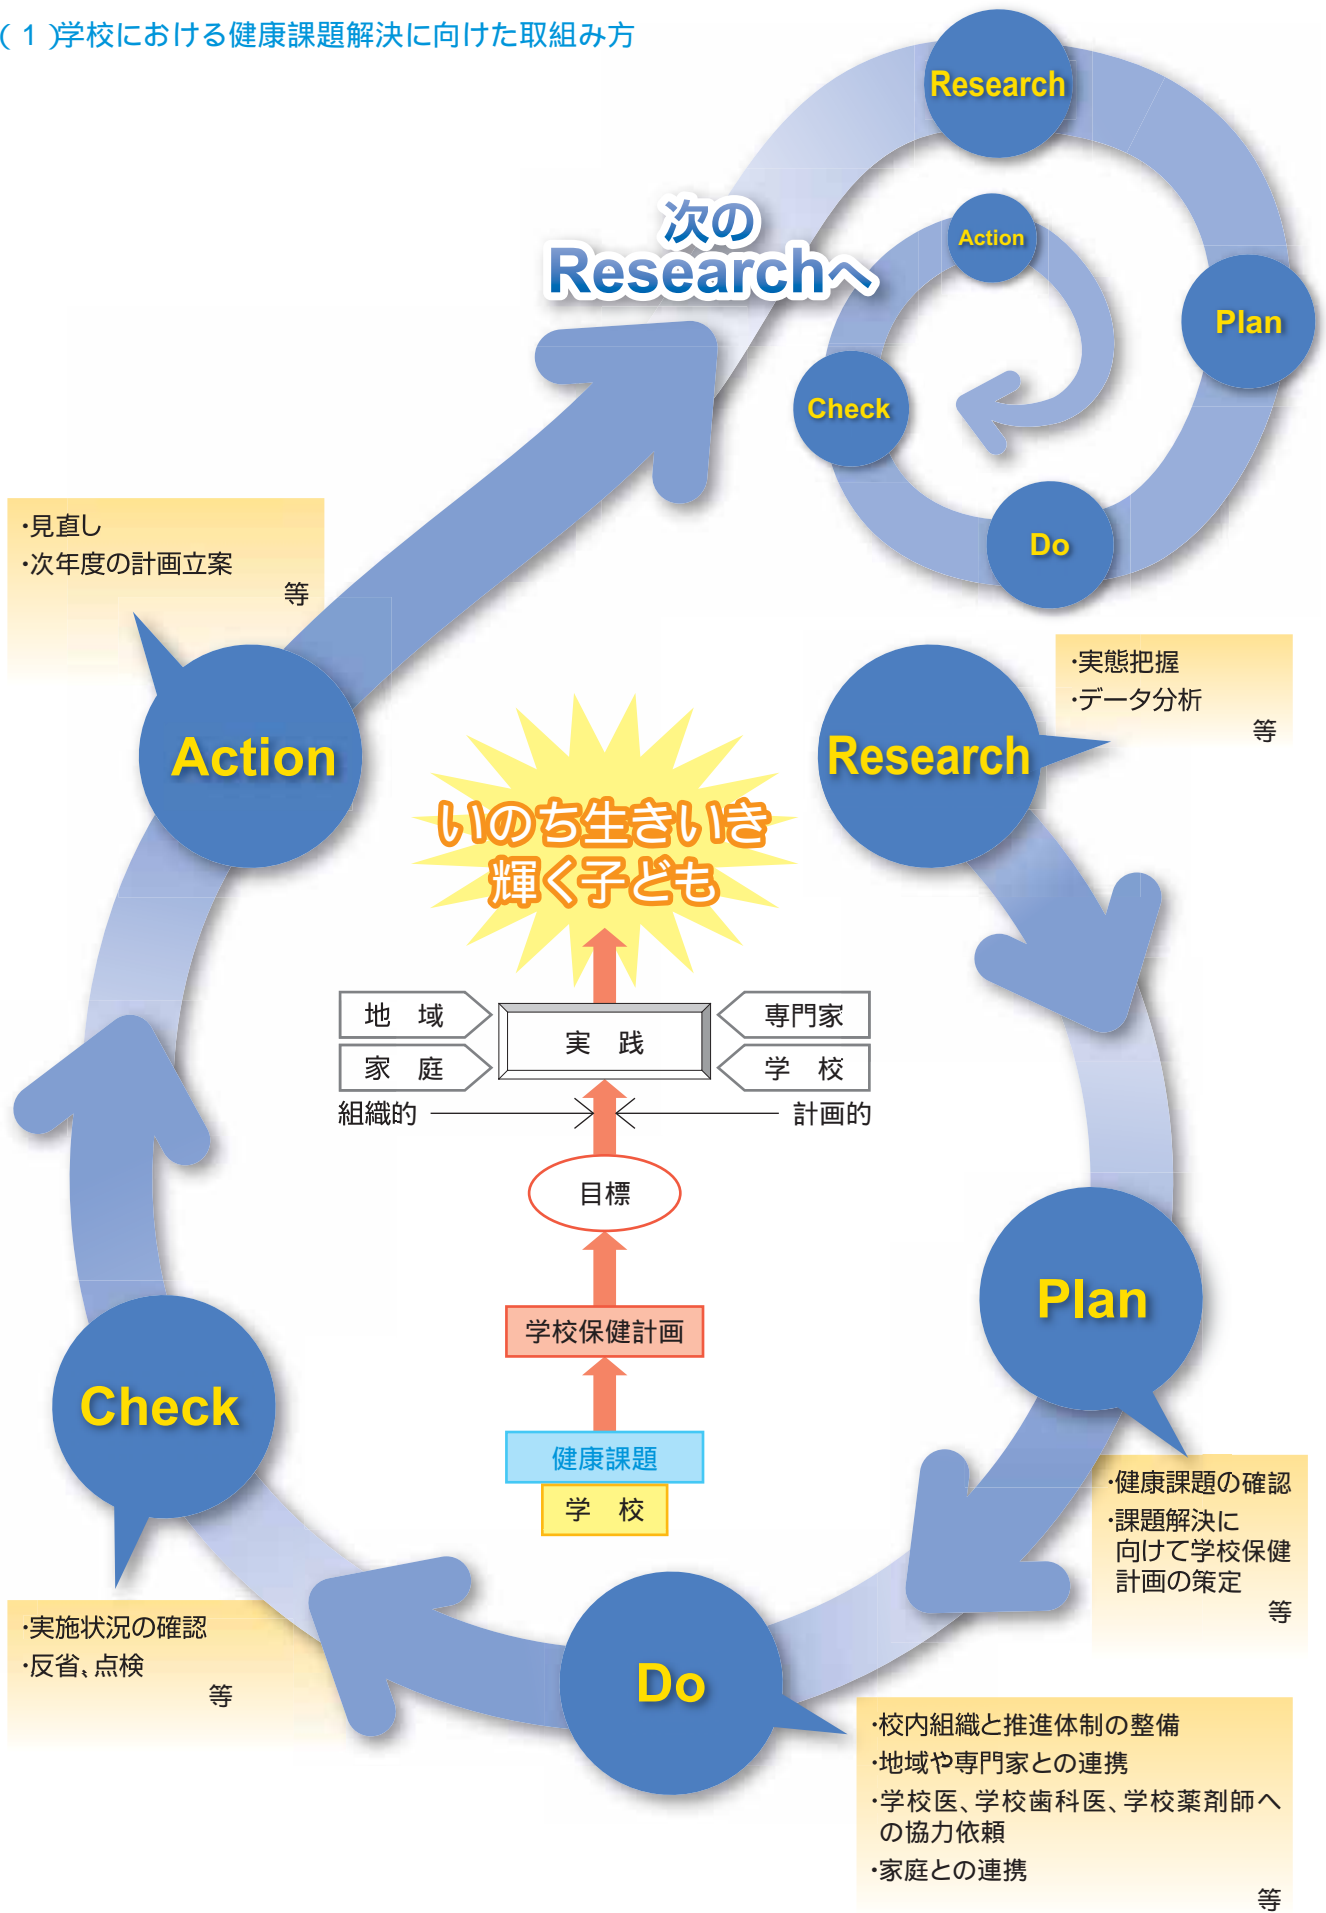 (1)学校における健康課題解決に向けた取組み方
Research
次の
Researchへ
Action
Plan
Check
Do
・見直し
・次年度の計画立案
等
・実態把握
・データ分析
等
Action
Research
いのち生きいき
輝く子ども
地 域
専門家
実 践
家 庭
学 校
組織的
計画的
目標
Plan
学校保健計画
Check
健康課題
学 校
・健康課題の確認
・課題解決に
向けて学校保健
計画の策定
等
・実施状況の確認
・反省、点検
等
Do
・校内組織と推進体制の整備
・地域や専門家との連携
・学校医、学校歯科医、学校薬剤師へ
の協力依頼
・家庭との連携
等